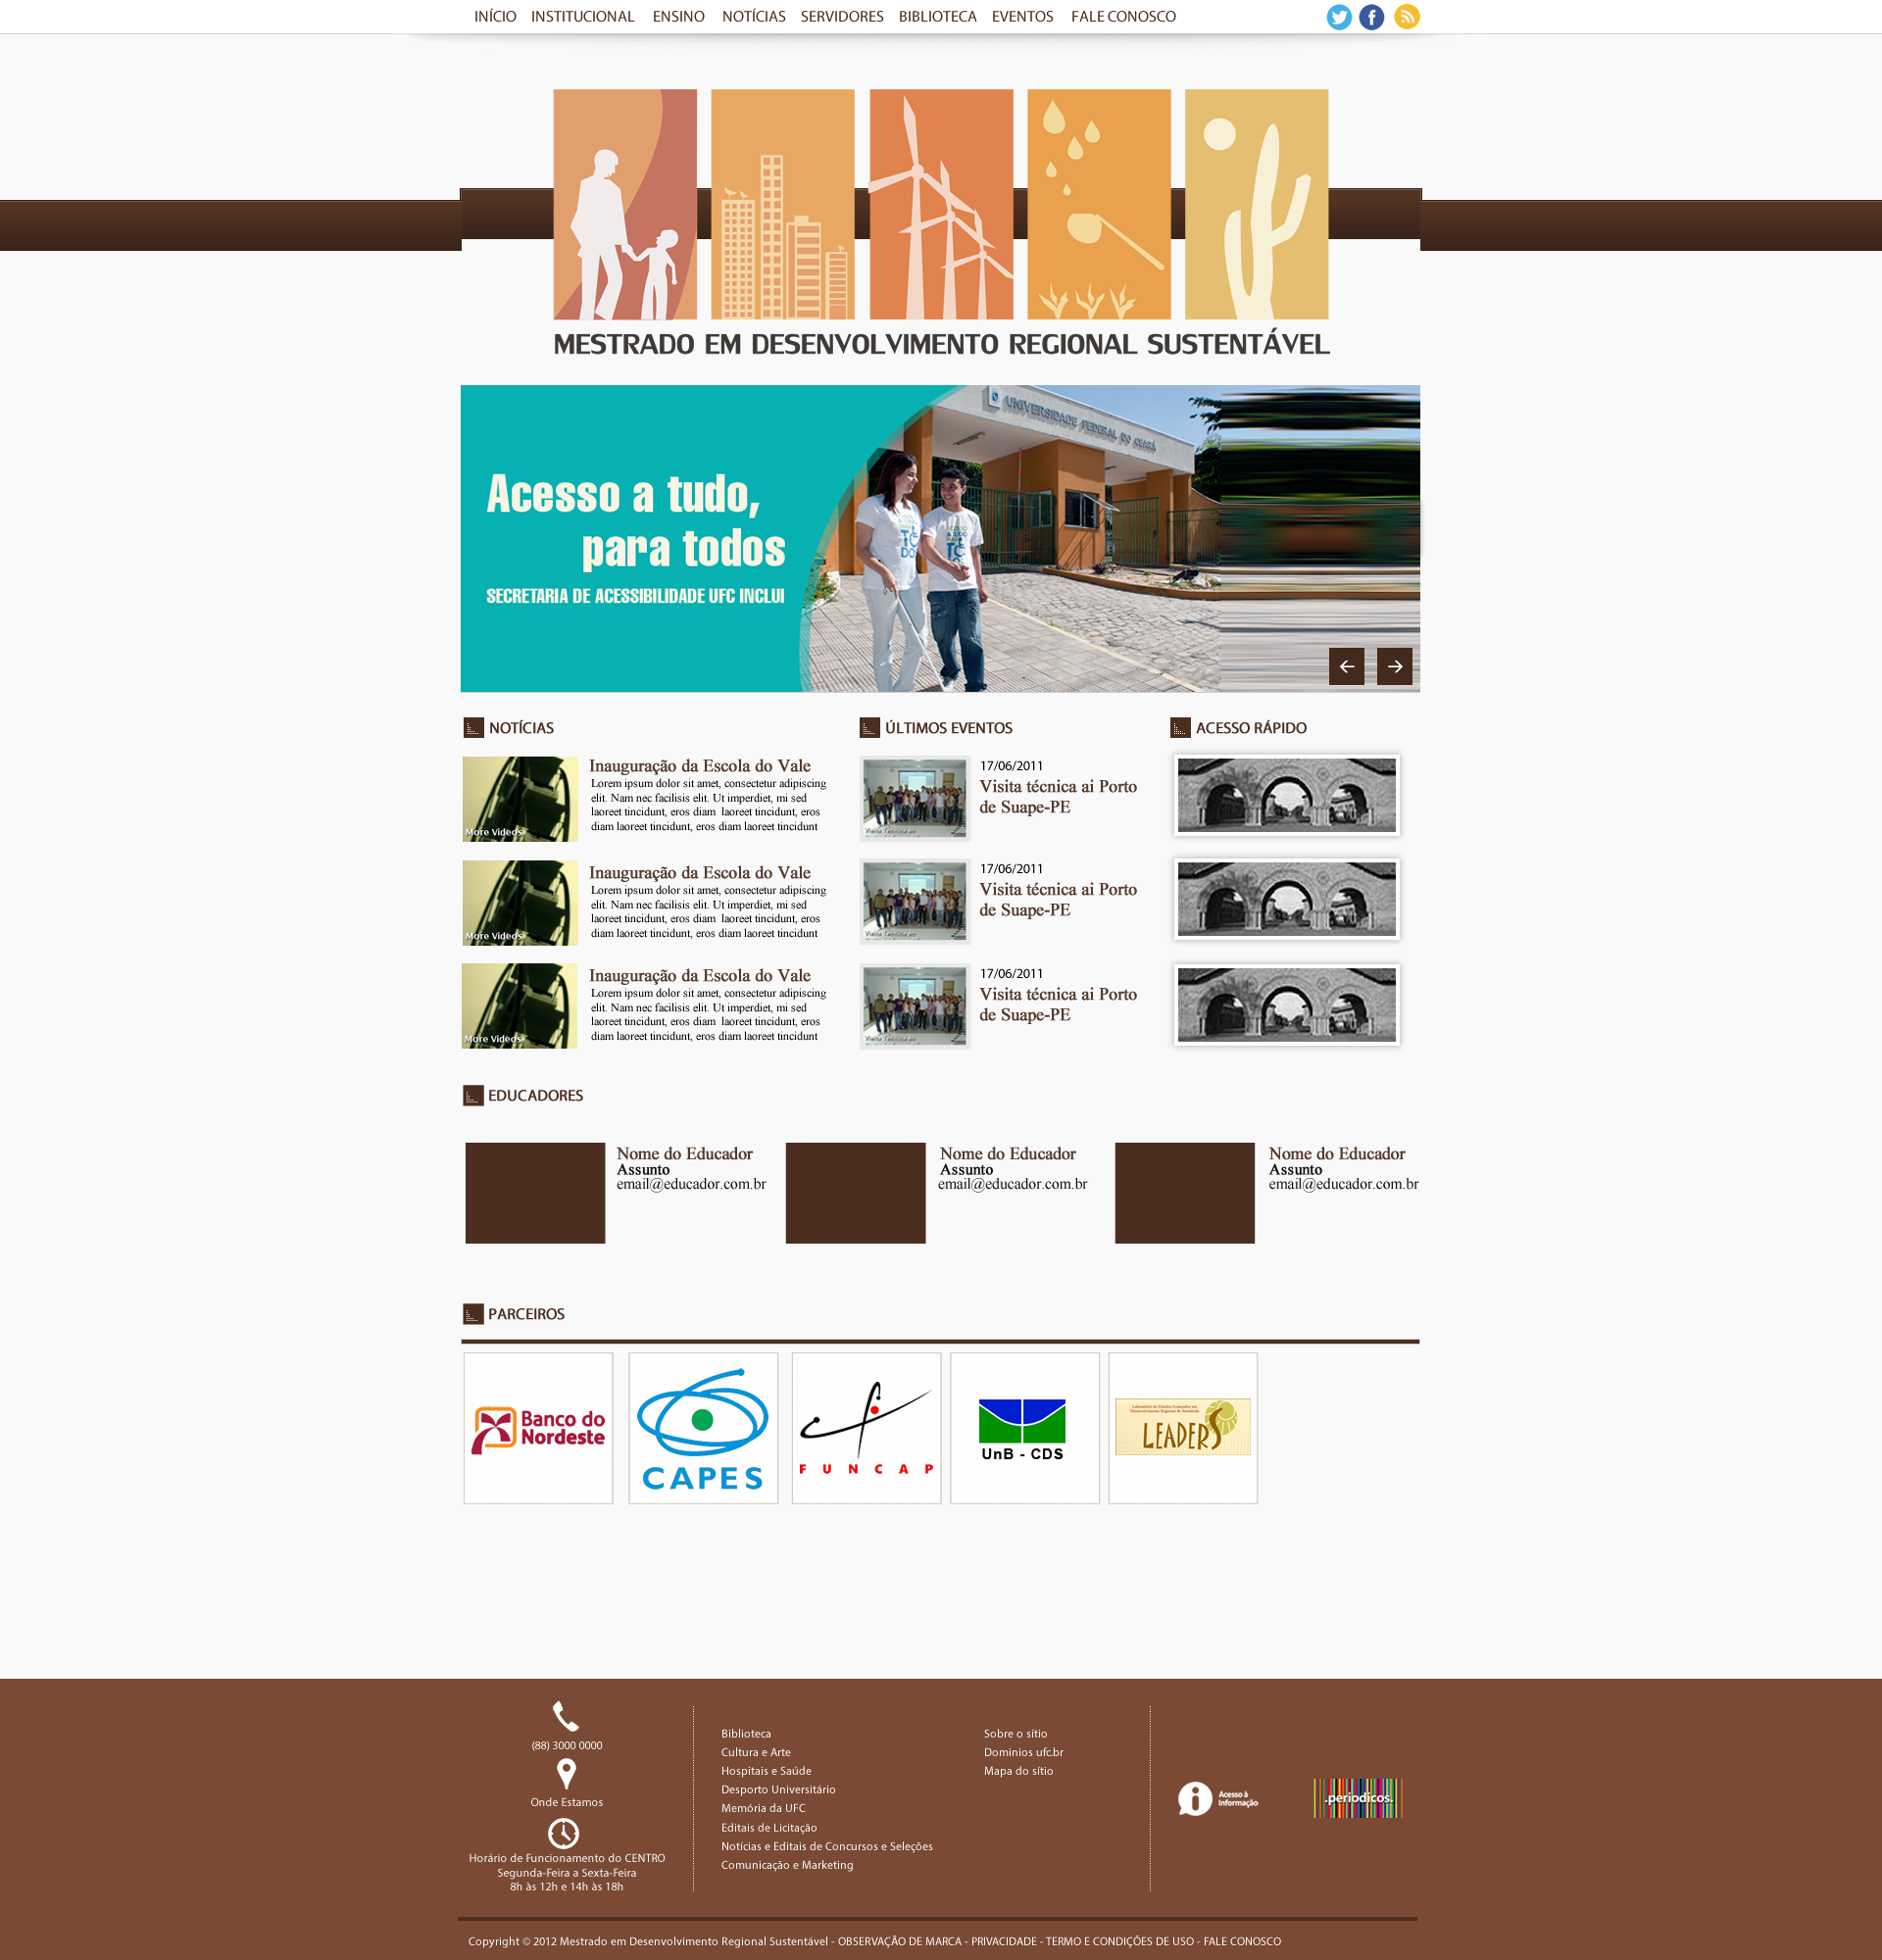 INÍCIO INSTITUCIONAL ENSINO NOTÍCIAS SERVIDORES BIBLIOTECA EVENTOS FALE CONOSCO
MESTRADO EM DESENVOLVIMENTO REGIONAL SUSTENTÁVEL
UNIVERSIDADE FEDERAL DO CEARÁ
Acesso a tudo,
para todos
SECRETARIA DE ACESSIBILIDADE UFC INCLUI
NOTÍCIAS
Inauguração da Escola do Vale
Lorem ipsum dolor sit amet, consectetur adipiscing
elit. Nam nec facilisis elit. Ut imperdiet, mi sed
laoreet tincidunt, eros diam laoreet tincidunt, eros
diam laoreet tincidunt, eros diam laoreet tincidunt
More Videos
Inauguração da Escola do Vale
Lorem ipsum dolor sit amet, consectetur adipiscing
elit. Nam nec facilisis elit. Ut imperdiet, mi sed
laoreet tincidunt, eros diam laoreet tincidunt, eros
diam laoreet tincidunt, eros diam laoreet tincidunt
More Videos
Inauguração da Escola do Vale
Lorem ipsum dolor sit amet, consectetur adipiscing
elit. Nam nec facilisis elit. Ut imperdiet, mi sed
laoreet tincidunt, eros diam laoreet tincidunt, eros
diam laoreet tincidunt, eros diam laoreet tincidunt
More Videos
ÚLTIMOS EVENTOS
17/06/2011
Visita técnica ai Porto
de Suape-PE
Visita Técnica ao
17/06/2011
Visita técnica ai Porto
de Suape-PE
Visita Técnica ao
17/06/2011
Visita técnica ai Porto
de Suape-PE
Visita Técnica ao
ACESSO RÁPIDO
EDUCADORES
Nome do Educador
Assunto
email@educador.com.br
Nome do Educador
Assunto
email@educador.com.br
Nome do Educador
Assunto
email@educador.com.br
PARCEIROS
Banco do
Nordeste
CAPES
FUNCAP
UnB - CDS
LEADERS
(88) 3000 0000
Onde Estamos
Horário de Funcionamento do CENTRO
Segunda-Feira a Sexta-Feira
8h às 12h e 14h às 18h
Biblioteca
Cultura e Arte
Hospitais e Saúde
Desporto Universitário
Memória da UFC
Editais de Licitação
Notícias e Editais de Concursos e Seleções
Comunicação e Marketing
Sobre o sítio
Dominios ufc.br
Mapa do sítio
Acesso à
Informação
.periodicos.
Copyright © 2012 Mestrado em Desenvolvimento Regional Sustentável - OBSERVAÇÃO DE MARCA - PRIVACIDADE - TERMO E CONDIÇÕES DE USO - FALE CONOSCO